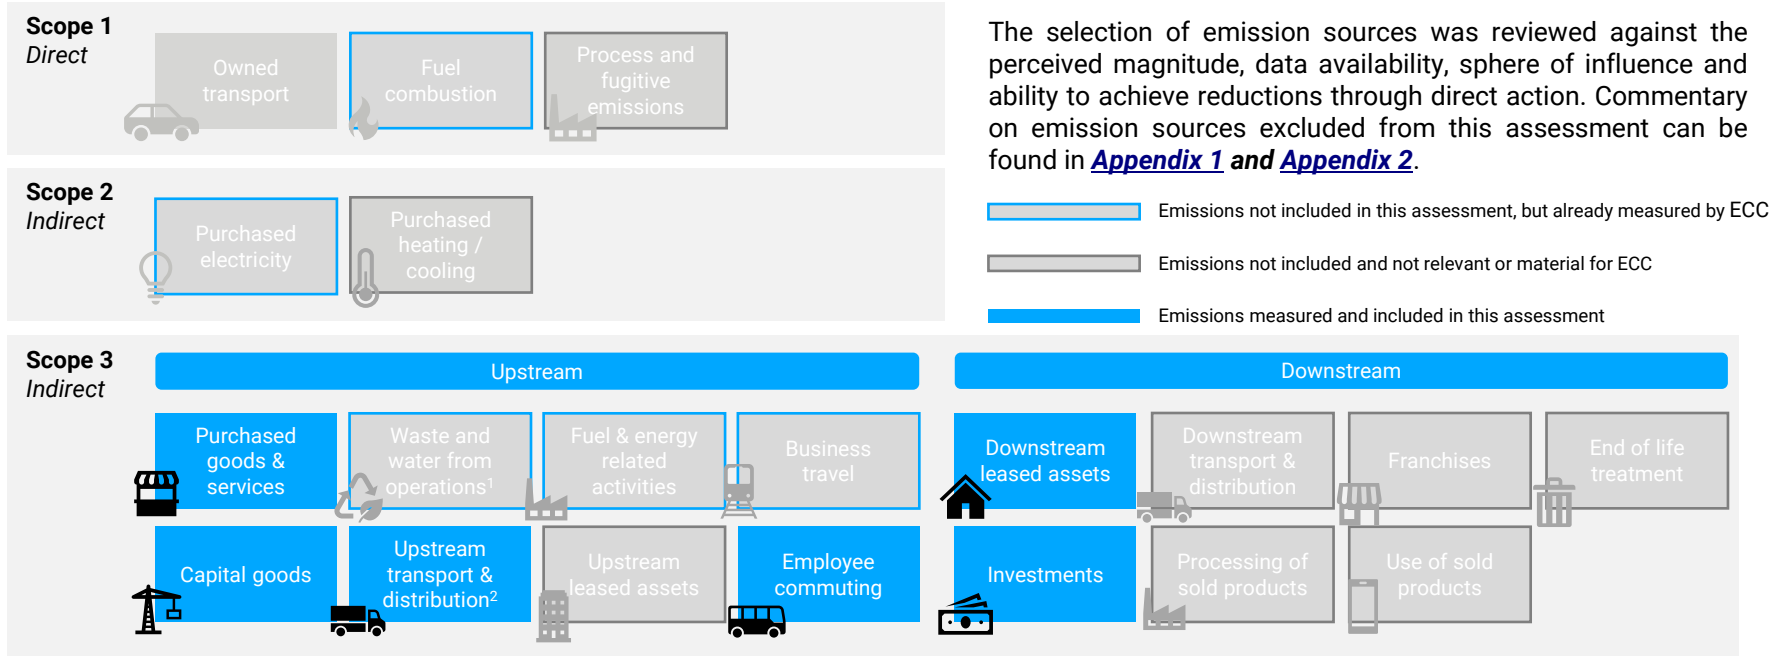 Scope 1
Direct
Owned
transport
Fuel
combustion
Process and
fugitive
emissions
The selection of emission sources was reviewed against the
perceived magnitude, data availability, sphere of influence and
ability to achieve reductions through direct action. Commentary
on emission sources excluded from this assessment can be
found in Appendix 1 and Appendix 2.
Scope 2
Indirect
Purchased
electricity
Purchased
heating /
cooling
Emissions not included in this assessment, but already measured by ECC
Emissions not included and not relevant or material for ECC
Emissions measured and included in this assessment
Scope 3
Indirect
Upstream
Downstream
Purchased
goods &
services
Waste and
water from
operations1
Fuel & energy
related
activities
Business
travel
Downstream
leased assets
Downstream
transport &
distribution
Franchises
End of life
treatment
Capital goods
Upstream
transport &
distribution2
Upstream
leased assets
Employee
commuting
Investments
Processing of
sold products
Use of sold
products